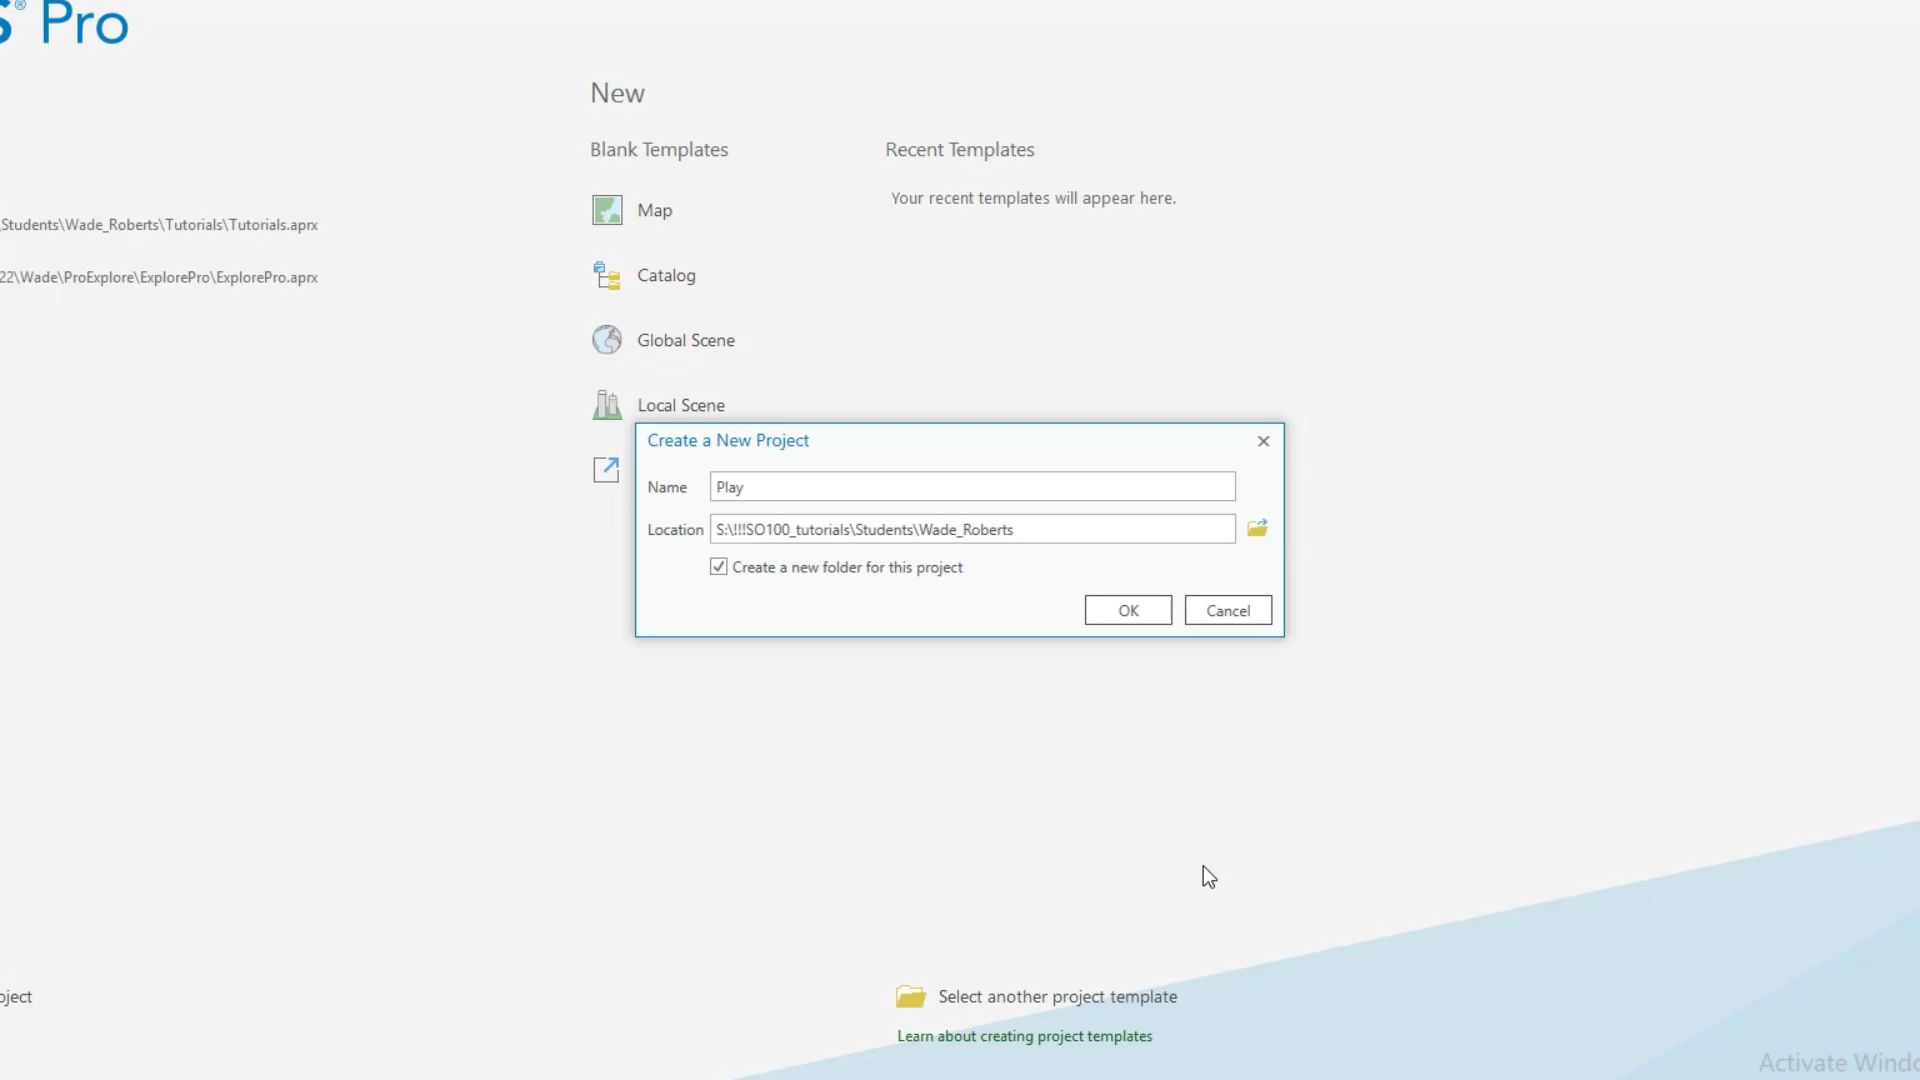 S® Pro
New
Blank Templates
Recent Templates
Map
Your recent templates will appear here.
Students\Wade_Roberts\Tutorials\Tutorials.aprx
Catalog
22\Wade\ProExplore\ExplorePro\ExplorePro.aprx
Global Scene
Local Scene
Create a New Project
Name Play
Location S:\!!!SO100_tutorials\Students\Wade_Roberts
Create a new folder for this project
OK Cancel
oject
Select another project template
Learn about creating project templates
Activate Windo